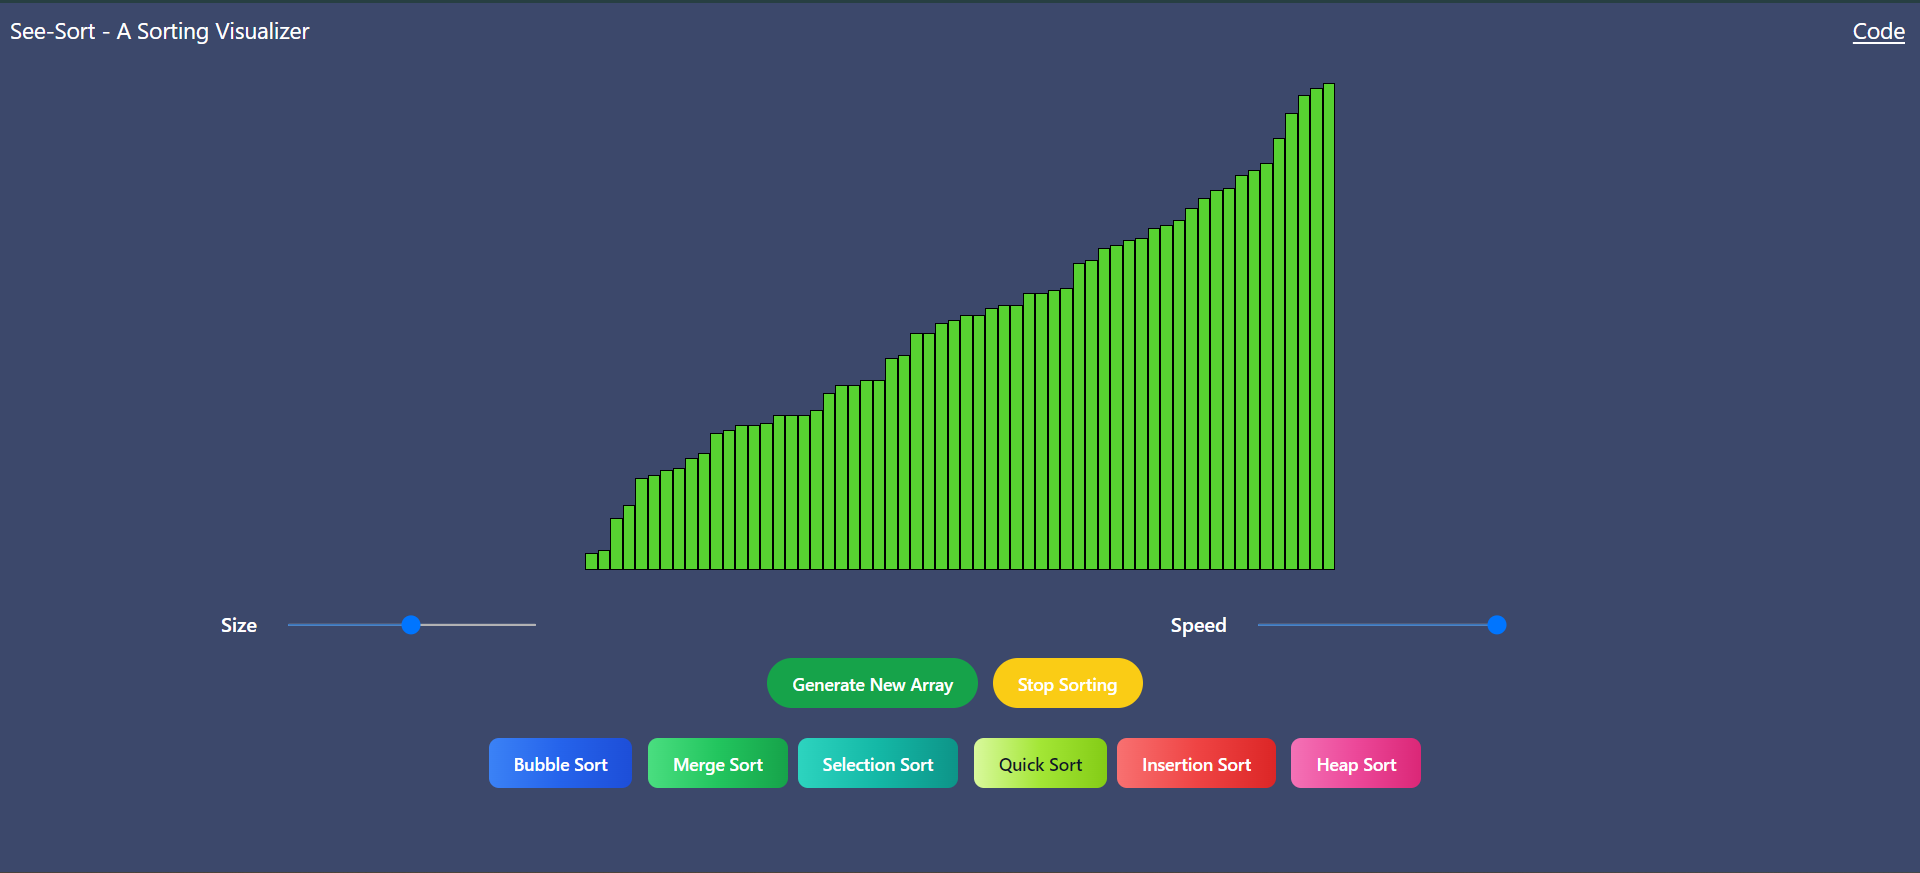 See-Sort - A Sorting Visualizer
Code
Size
Speed
Generate New Array
Stop Sorting
Bubble Sort
Merge Sort
Selection Sort
Quick Sort
Insertion Sort
Heap Sort